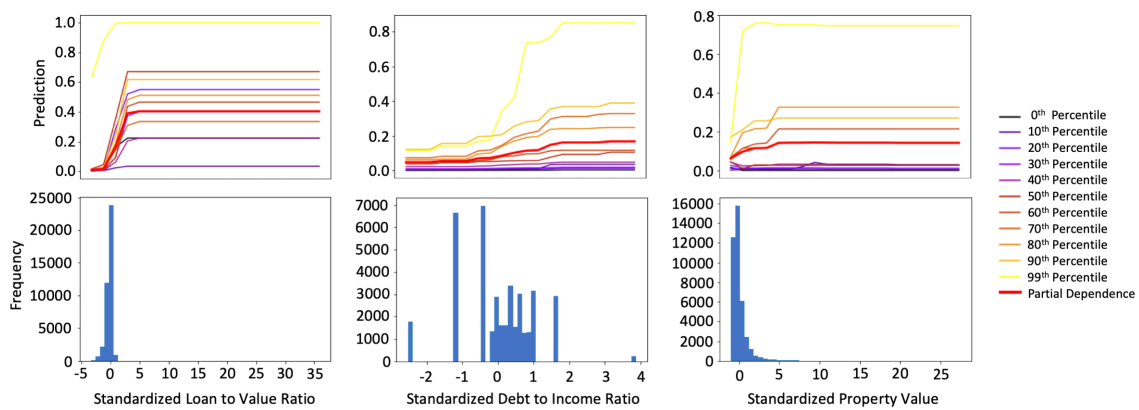 1.0
0.8
0.6
0.4
0.2
0.0
Prediction
0.8
0.6
0.4
0.2
0.0
0.8
0.6
0.4
0.2
0.0
25000
20000
15000
10000
5000
0
Frequency
-5 0 5 10 15 20 25 30 35
Standardized Loan to Value Ratio
7000
6000
5000
4000
3000
2000
1000
0
-2 -1 0 1 2 3 4
Standardized Debt to Income Ratio
16000
14000
12000
10000
8000
6000
4000
2000
0
0 5 10 15 20 25
Standardized Property Value
0th Percentile
10th Percentile
20th Percentile
30th Percentile
40th Percentile
50th Percentile
60th Percentile
70th Percentile
80th Percentile
90th Percentile
99th Percentile
Partial Dependence